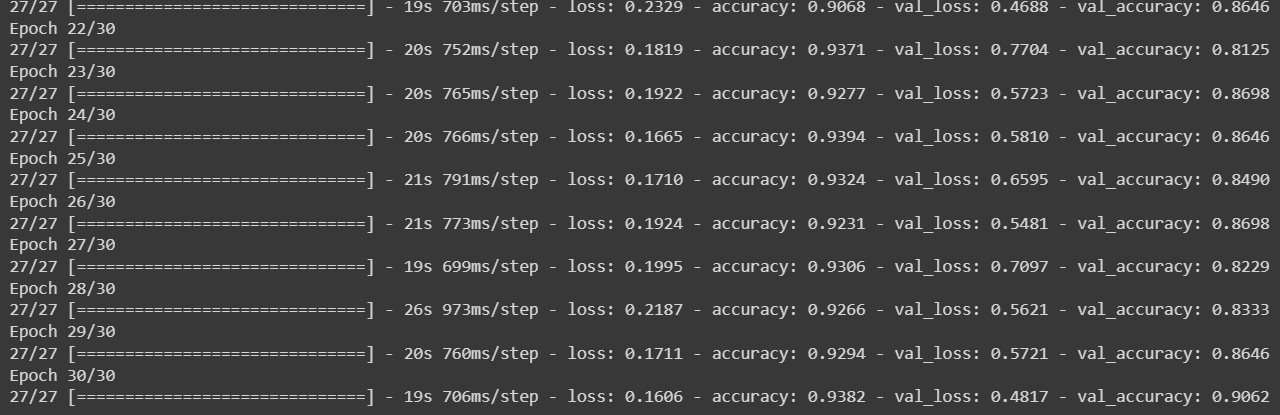 27/27 [==============================] - 19s 703ms/step - loss: 0.2329 - accuracy: 0.9068 - val_loss: 0.4688 - val_accuracy: 0.8646
Epoch 22/30
27/27 [==============================] - 20s 752ms/step - loss: 0.1819 - accuracy: 0.9371 - val_loss: 0.7704 - val_accuracy: 0.8125
Epoch 23/30
27/27 [==============================] - 20s 765ms/step - loss: 0.1922 - accuracy: 0.9277 - val_loss: 0.5723 - val_accuracy: 0.8698
Epoch 24/30
27/27 [==============================] - 20s 766ms/step - loss: 0.1665 - accuracy: 0.9394 - val_loss: 0.5810 - val_accuracy: 0.8646
Epoch 25/30
27/27 [==============================] - 21s 791ms/step - loss: 0.1710 - accuracy: 0.9324 - val_loss: 0.6595 - val_accuracy: 0.8490
Epoch 26/30
27/27 [==============================] - 21s 773ms/step - loss: 0.1924 - accuracy: 0.9231 - val_loss: 0.5481 - val_accuracy: 0.8698
Epoch 27/30
27/27 [==============================] - 19s 699ms/step - loss: 0.1995 - accuracy: 0.9306 - val_loss: 0.7097 - val_accuracy: 0.8229
Epoch 28/30
27/27 [==============================] - 26s 973ms/step - loss: 0.2187 - accuracy: 0.9266 - val_loss: 0.5621 - val_accuracy: 0.8333
Epoch 29/30
27/27 [==============================] - 20s 760ms/step - loss: 0.1711 - accuracy: 0.9294 - val_loss: 0.5721 - val_accuracy: 0.8646
Epoch 30/30
27/27 [==============================] - 19s 706ms/step - loss: 0.1606 - accuracy: 0.9382 - val_loss: 0.4817 - val_accuracy: 0.9062